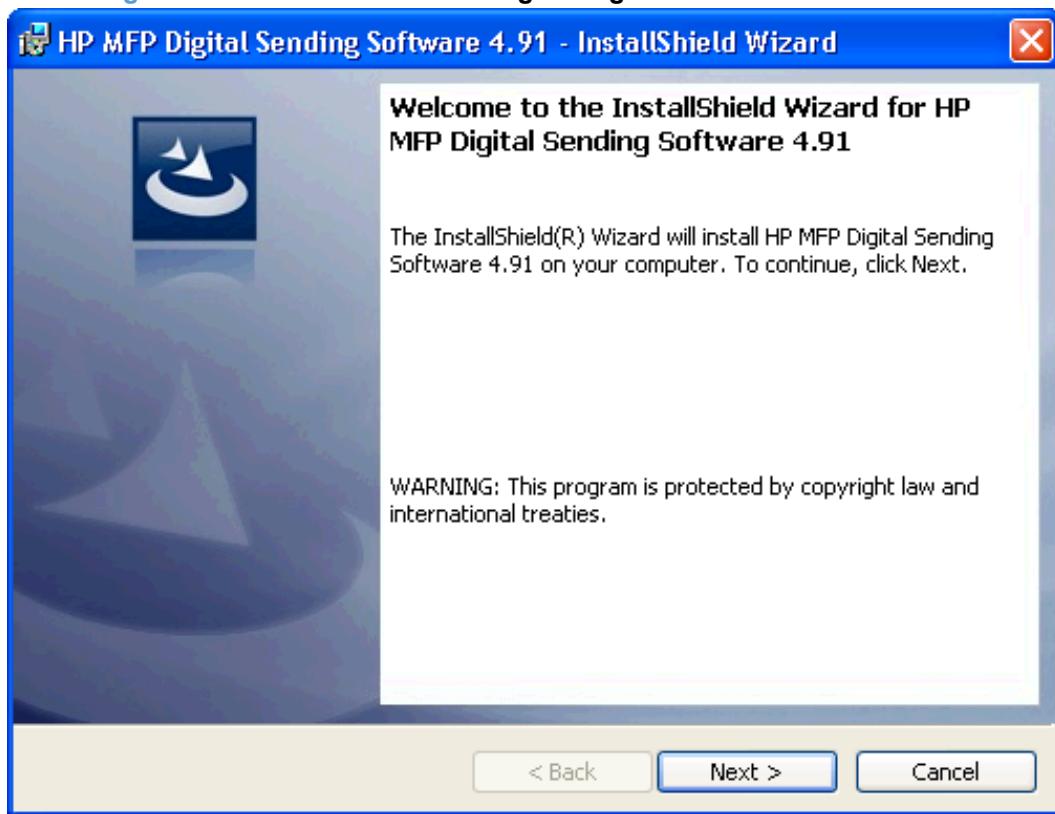 HP MFP Digital Sending Software 4.91 - InstallShield Wizard
Welcome to the InstallShield Wizard for HP
MFP Digital Sending Software 4.91
The InstallShield(R) Wizard will install HP MFP Digital Sending
Software 4.91 on your computer. To continue, click Next.
WARNING: This program is protected by copyright law and
international treaties.
< Back
Next >
Cancel